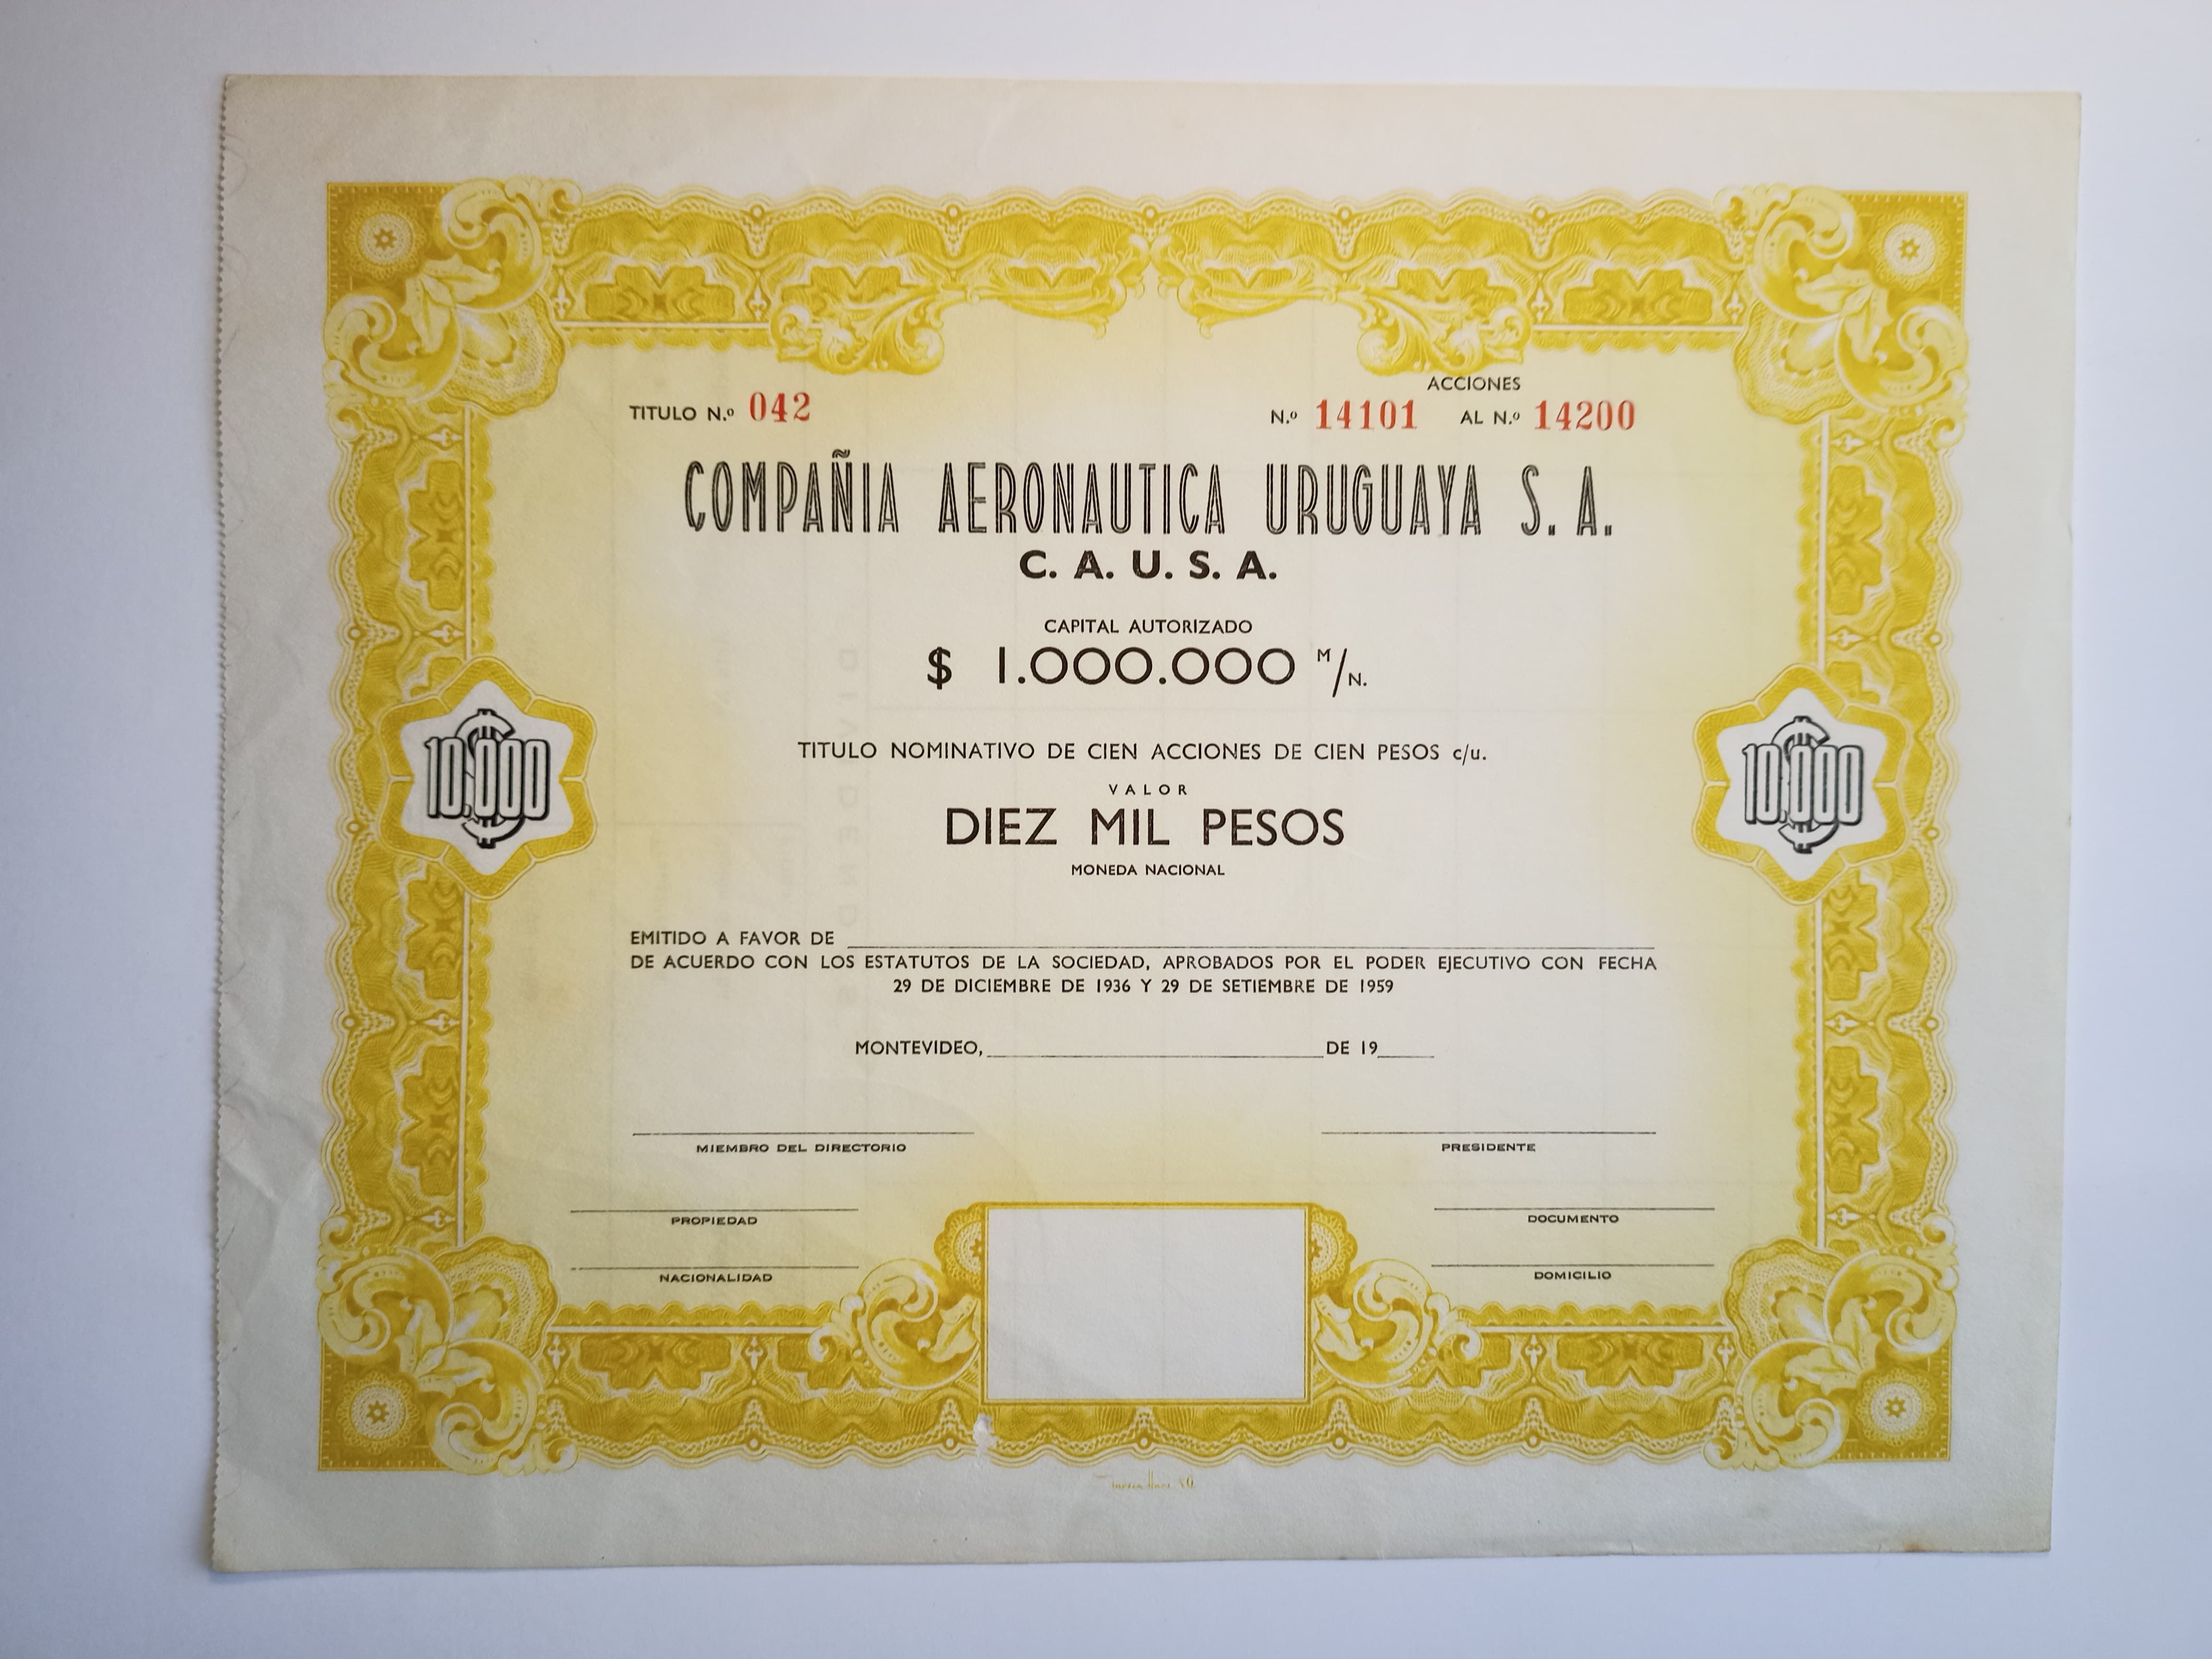 ACCIONES
TITULO N.º 042 N.º 14101 AL N.º 14200
COMPAÑIA AERONAUTICA URUGUAYA S. A.
C. A. U. S. A.
CAPITAL AUTORIZADO
$ 1.000.000 M/N.
TITULO NOMINATIVO DE CIEN ACCIONES DE CIEN PESOS c/u.
$ 10.000
VALOR
$ 10.000
DIEZ MIL PESOS
MONEDA NACIONAL
EMITIDO A FAVOR DE
DE ACUERDO CON LOS ESTATUTOS DE LA SOCIEDAD, APROBADOS POR EL PODER EJECUTIVO CON FECHA
29 DE DICIEMBRE DE 1936 Y 29 DE SETIEMBRE DE 1959
MONTEVIDEO, DE 19
MIEMBRO DEL DIRECTORIO PRESIDENTE
PROPIEDAD DOCUMENTO
NACIONALIDAD DOMICILIO